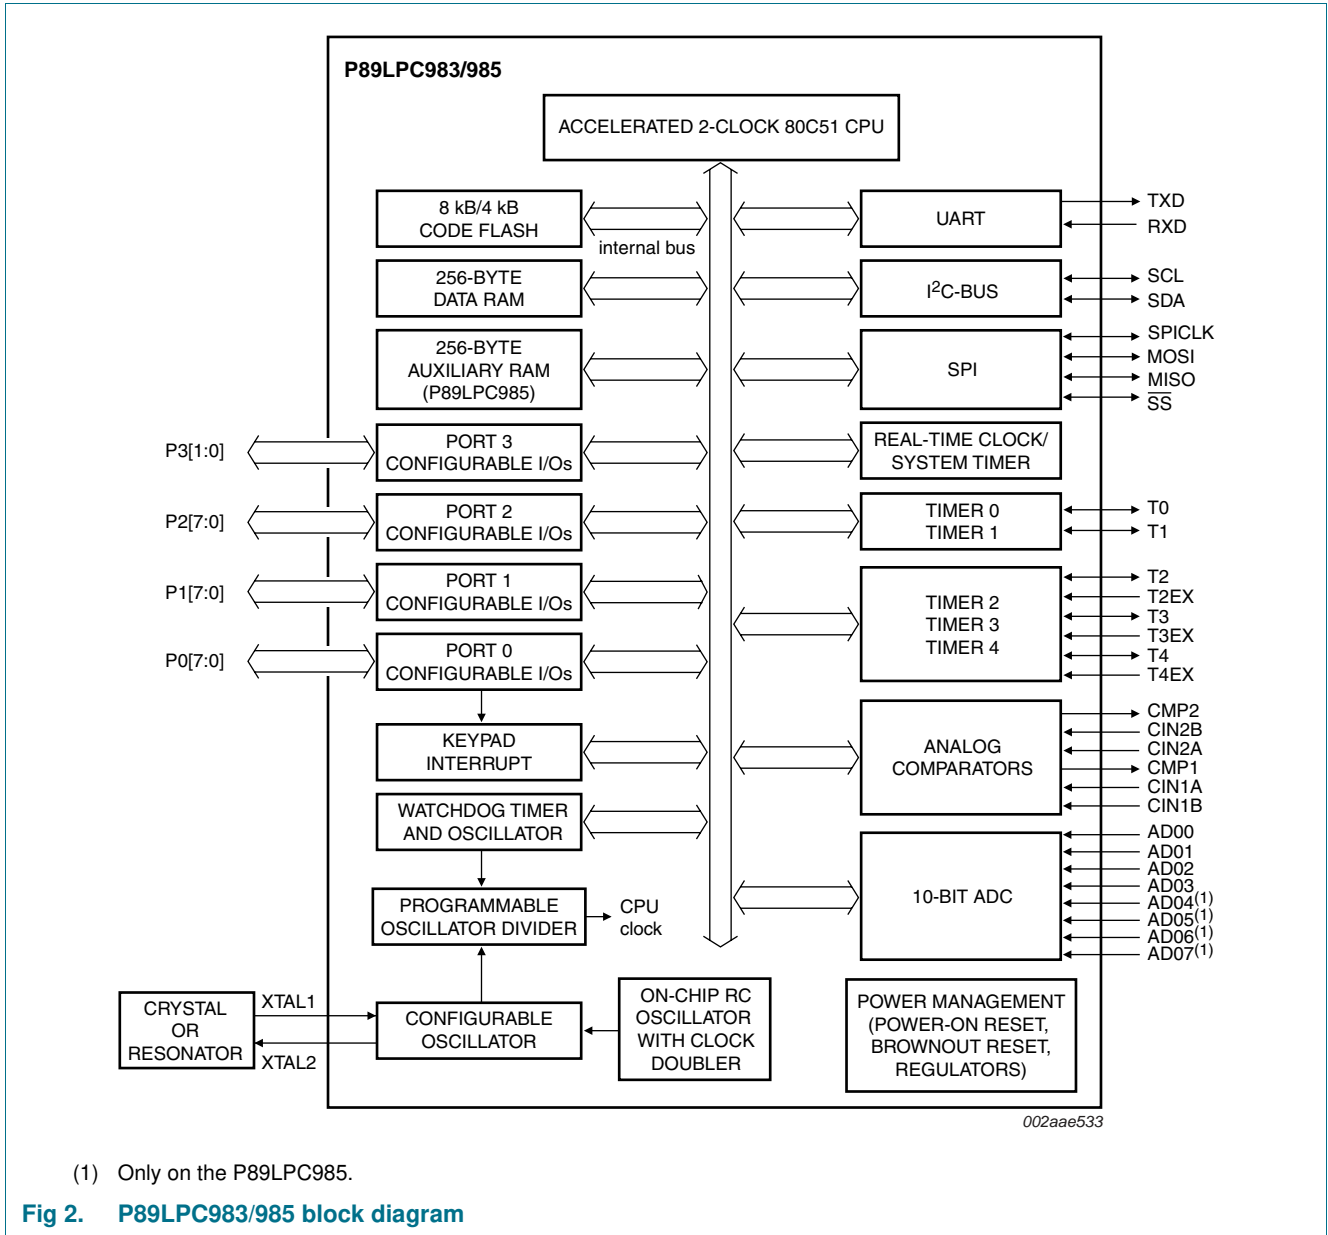 P89LPC983/985
ACCELERATED 2-CLOCK 80C51 CPU
8 kB/4 kB
CODE FLASH
internal bus
256-BYTE
DATA RAM
256-BYTE
AUXILIARY RAM
(P89LPC985)
P3[1:0]
PORT 3
CONFIGURABLE I/Os
P2[7:0]
PORT 2
CONFIGURABLE I/Os
P1[7:0]
PORT 1
CONFIGURABLE I/Os
P0[7:0]
PORT 0
CONFIGURABLE I/Os
KEYPAD
INTERRUPT
WATCHDOG TIMER
AND OSCILLATOR
PROGRAMMABLE
OSCILLATOR DIVIDER
CPU
clock
CRYSTAL
OR
RESONATOR
XTAL1
XTAL2
CONFIGURABLE
OSCILLATOR
ON-CHIP RC
OSCILLATOR
WITH CLOCK
DOUBLER
UART
TXD
RXD
I²C-BUS
SCL
SDA
SPI
SPICLK
MOSI
MISO
SS
REAL-TIME CLOCK/
SYSTEM TIMER
TIMER 0
TIMER 1
T0
T1
TIMER 2
TIMER 3
TIMER 4
T2
T2EX
T3
T3EX
T4
T4EX
ANALOG
COMPARATORS
CMP2
CIN2B
CIN2A
CMP1
CIN1A
CIN1B
10-BIT ADC
AD00
AD01
AD02
AD03
AD04(1)
AD05(1)
AD06(1)
AD07(1)
POWER MANAGEMENT
(POWER-ON RESET,
BROWNOUT RESET,
REGULATORS)
002aae533
(1) Only on the P89LPC985.
Fig 2. P89LPC983/985 block diagram